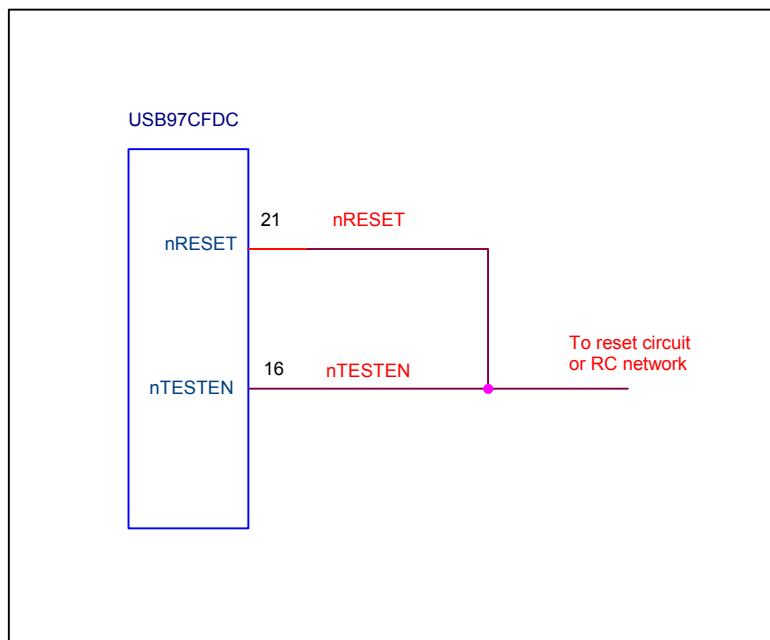 USB97CFDC
21
nRESET
nRESET
16
nTESTEN
nTESTEN
To reset circuit
or RC network